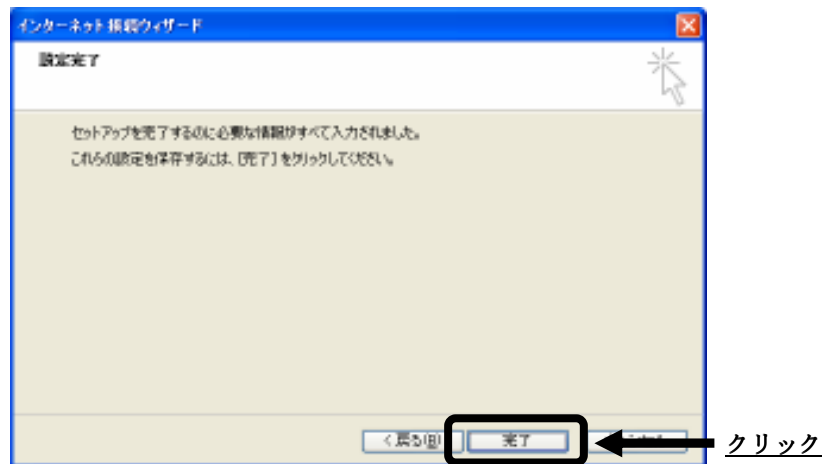 インターネット接続ウィザード
設定完了
セットアップを完了するのに必要な情報がすべて入力されました。
これらの設定を保存するには、[完了] をクリックしてください。
< 戻る(B)
完了
クリック